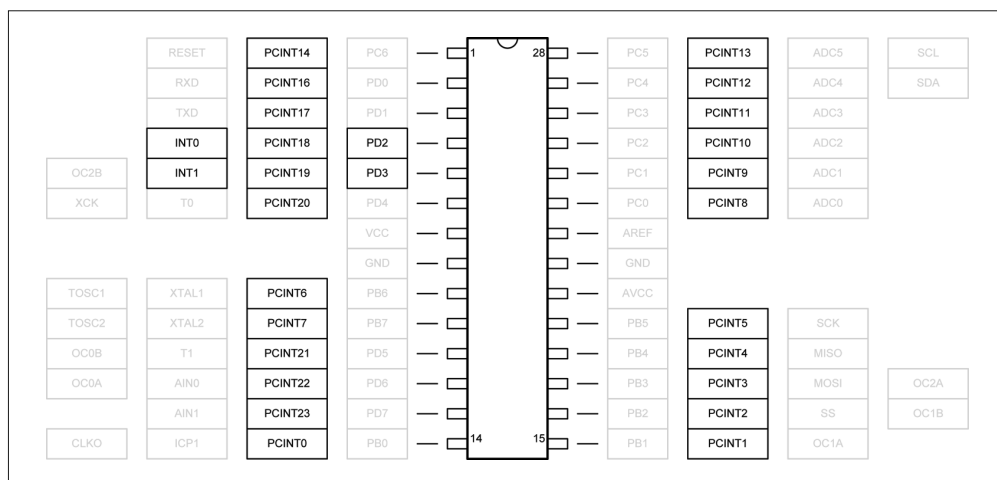 RESET PCINT14 PC6 1 28 PC5 PCINT13 ADC5 SCL
RXD PCINT16 PD0 PC4 PCINT12 ADC4 SDA
TXD PCINT17 PD1 PC3 PCINT11 ADC3
INT0 PCINT18 PD2 PC2 PCINT10 ADC2
OC2B INT1 PCINT19 PD3 PC1 PCINT9 ADC1
XCK T0 PCINT20 PD4 PC0 PCINT8 ADC0
VCC AREF
GND GND
TOSC1 XTAL1 PCINT6 PB6 AVCC
TOSC2 XTAL2 PCINT7 PB7 PB5 PCINT5 SCK
OC0B T1 PCINT21 PD5 PB4 PCINT4 MISO
OC0A AIN0 PCINT22 PD6 PB3 PCINT3 MOSI OC2A
AIN1 PCINT23 PD7 PB2 PCINT2 SS OC1B
CLKO ICP1 PCINT0 PB0 14 15 PB1 PCINT1 OC1A